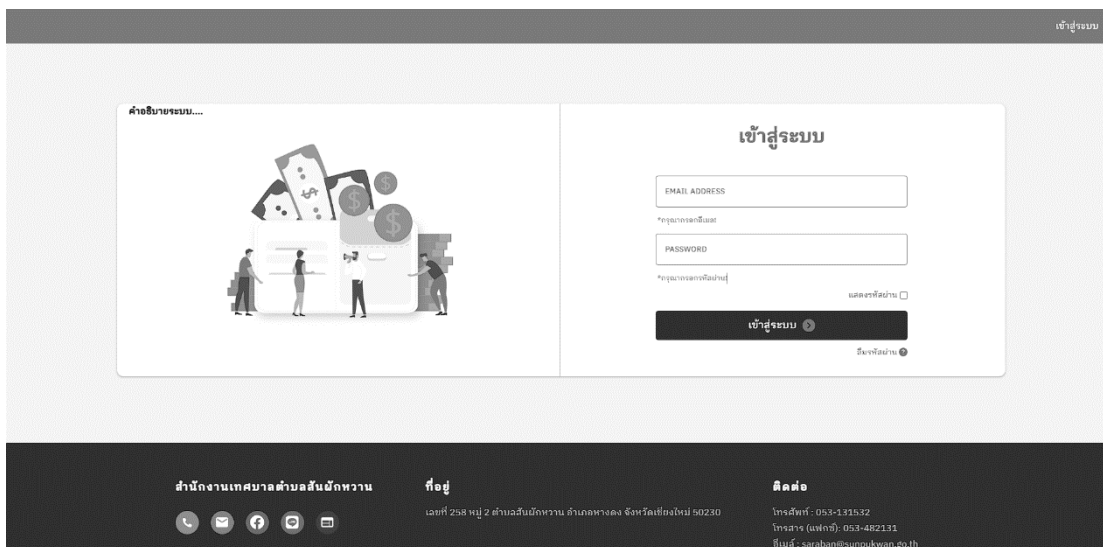 เข้าสู่ระบบ
คำอธิบายระบบ....
เข้าสู่ระบบ
EMAIL ADDRESS
*กรุณากรอกอีเมล
PASSWORD
*กรุณากรอกรหัสผ่าน
แสดงรหัสผ่าน
เข้าสู่ระบบ
ลืมรหัสผ่าน
สำนักงานเทศบาลตำบลสันผักหวาน
ที่อยู่
เลขที่ 258 หมู่ 2 ตำบลสันผักหวาน อำเภอหางดง จังหวัดเชียงใหม่ 50230
ติดต่อ
โทรศัพท์ : 053-131532
โทรสาร (แฟกซ์): 053-482131
อีเมล์ : saraban@sunpukwan.go.th